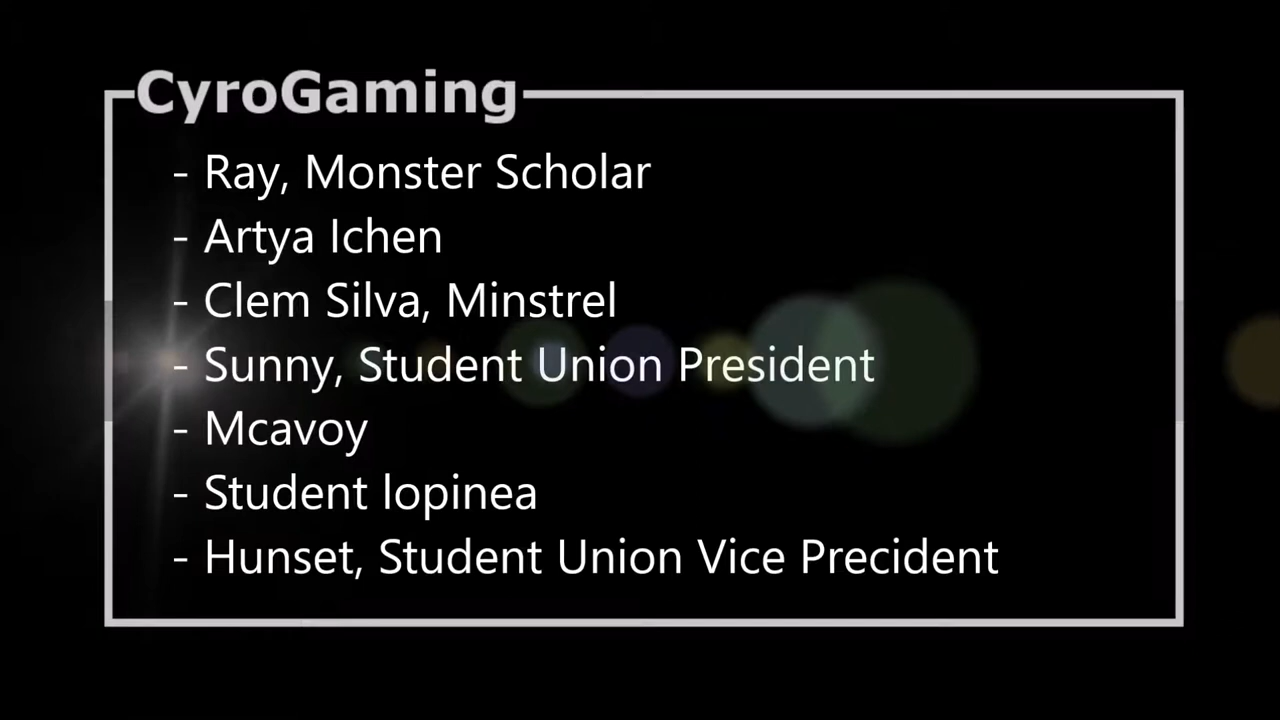 CyroGaming
- Ray, Monster Scholar
- Artya Ichen
- Clem Silva, Minstrel
- Sunny, Student Union President
- Mcavoy
- Student lopinea
- Hunset, Student Union Vice Precident